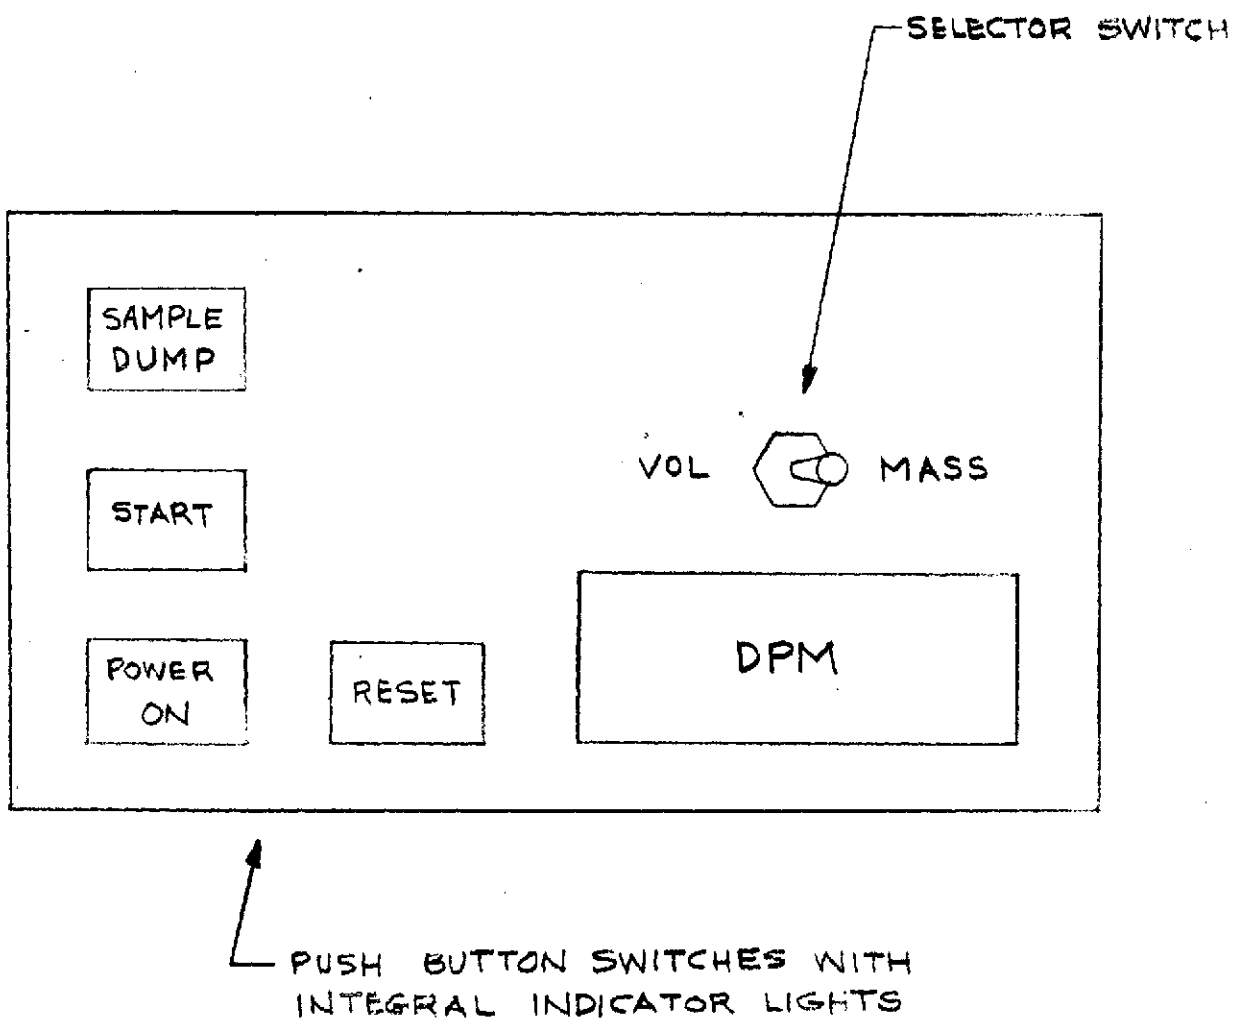 SELECTOR SWITCH
SAMPLE
DUMP
VOL
MASS
START
DPM
POWER
ON
RESET
PUSH BUTTON SWITCHES WITH
INTEGRAL INDICATOR LIGHTS